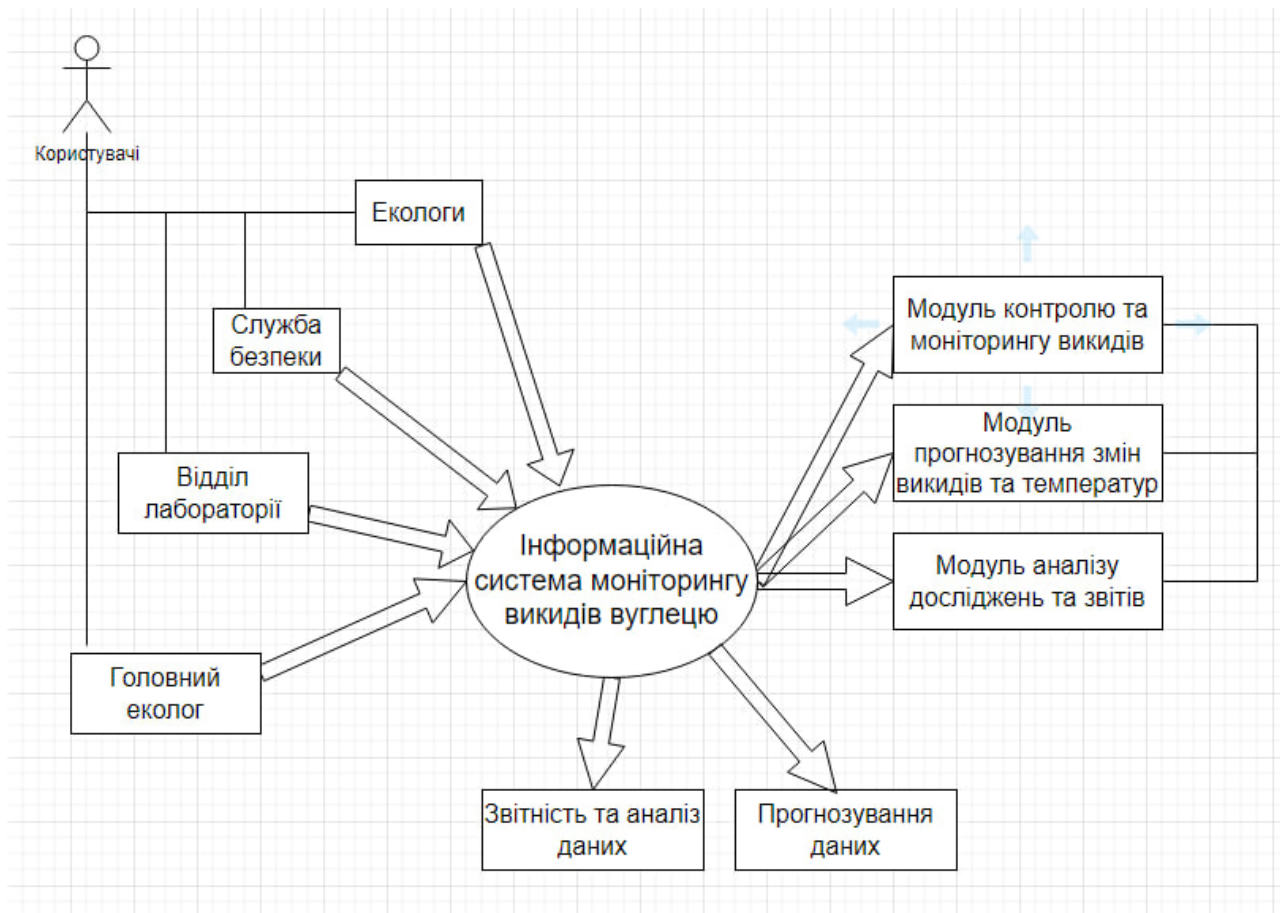 Користувачі
Екологи
Служба
безпеки
Відділ
лабораторії
Головний
еколог
Інформаційна
система моніторингу
викидів вуглецю
Модуль контролю та
моніторингу викидів
Модуль
прогнозування змін
викидів та температур
Модуль аналізу
досліджень та звітів
Звітність та аналіз
даних
Прогнозування
даних